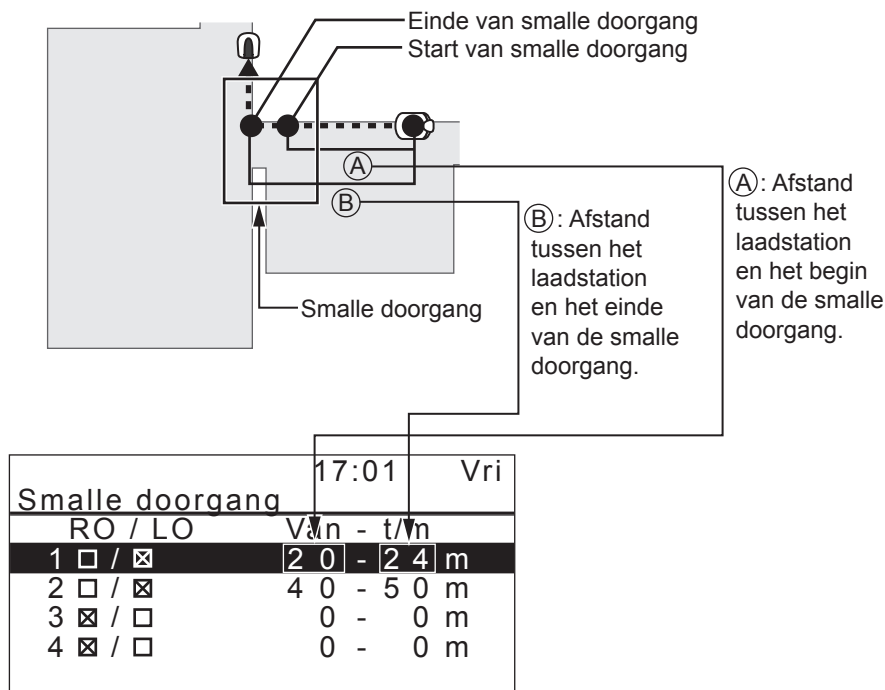 Einde van smalle doorgang
Start van smalle doorgang
A
B
A: Afstand
tussen het
laadstation
en het begin
van de smalle
doorgang.
B: Afstand
tussen het
laadstation
en het einde
van de smalle
doorgang.
Smalle doorgang
17:01 Vri
Smalle doorgang
RO / LO Van - t/m
1 ☐ / ☒ 20 - 24 m
2 ☐ / ☒ 40 - 50 m
3 ☒ / ☐ 0 - 0 m
4 ☒ / ☐ 0 - 0 m